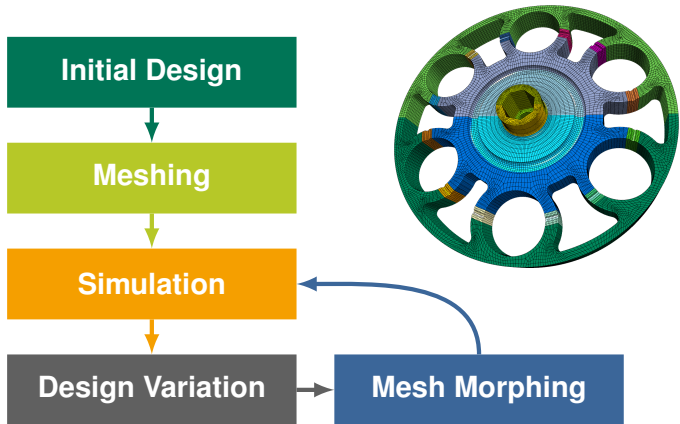 Initial Design
Meshing
Simulation
Design Variation
Mesh Morphing